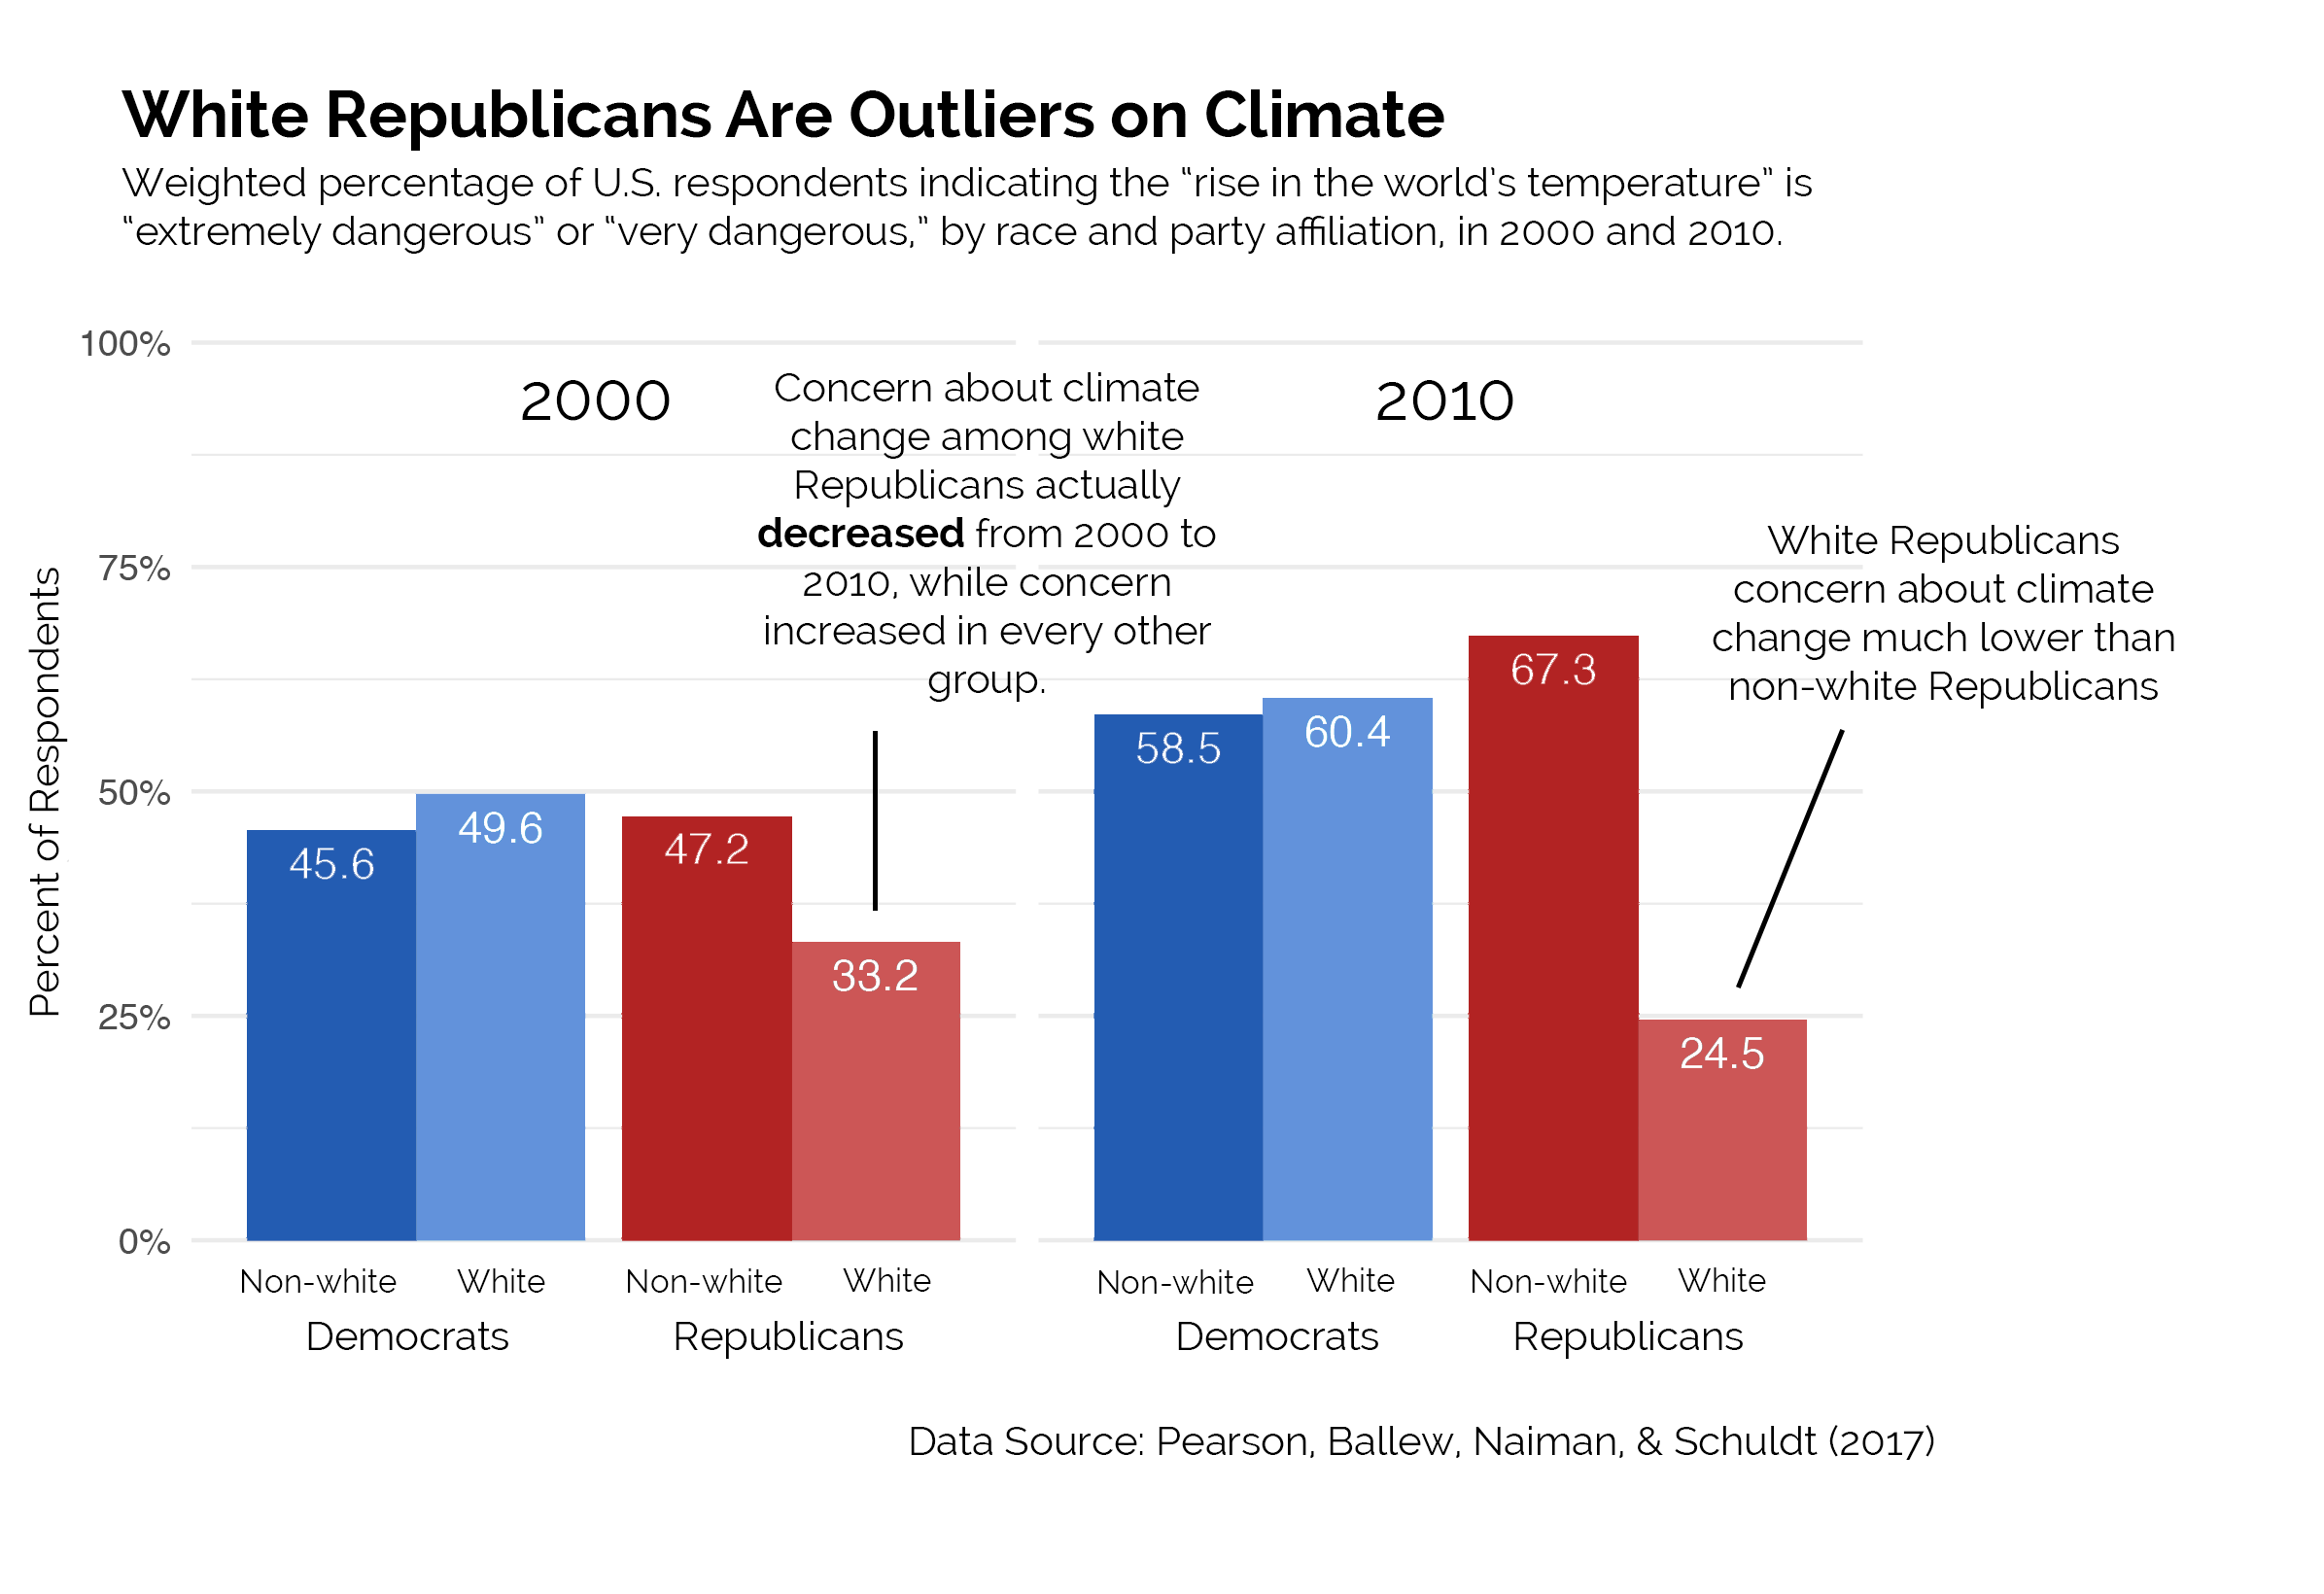 White Republicans Are Outliers on Climate
Weighted percentage of U.S. respondents indicating the “rise in the world’s temperature” is
“extremely dangerous” or “very dangerous,” by race and party affiliation, in 2000 and 2010.
100%
75%
50%
25%
0%
Percent of Respondents
2000
Concern about climate
change among white
Republicans actually
decreased from 2000 to
2010, while concern
increased in every other
group.
2010
White Republicans
concern about climate
change much lower than
non-white Republicans
45.6
49.6
47.2
33.2
58.5
60.4
67.3
24.5
Non-white White Non-white White Non-white White Non-white White
Democrats Republicans Democrats Republicans
Data Source: Pearson, Ballew, Naiman, & Schuldt (2017)